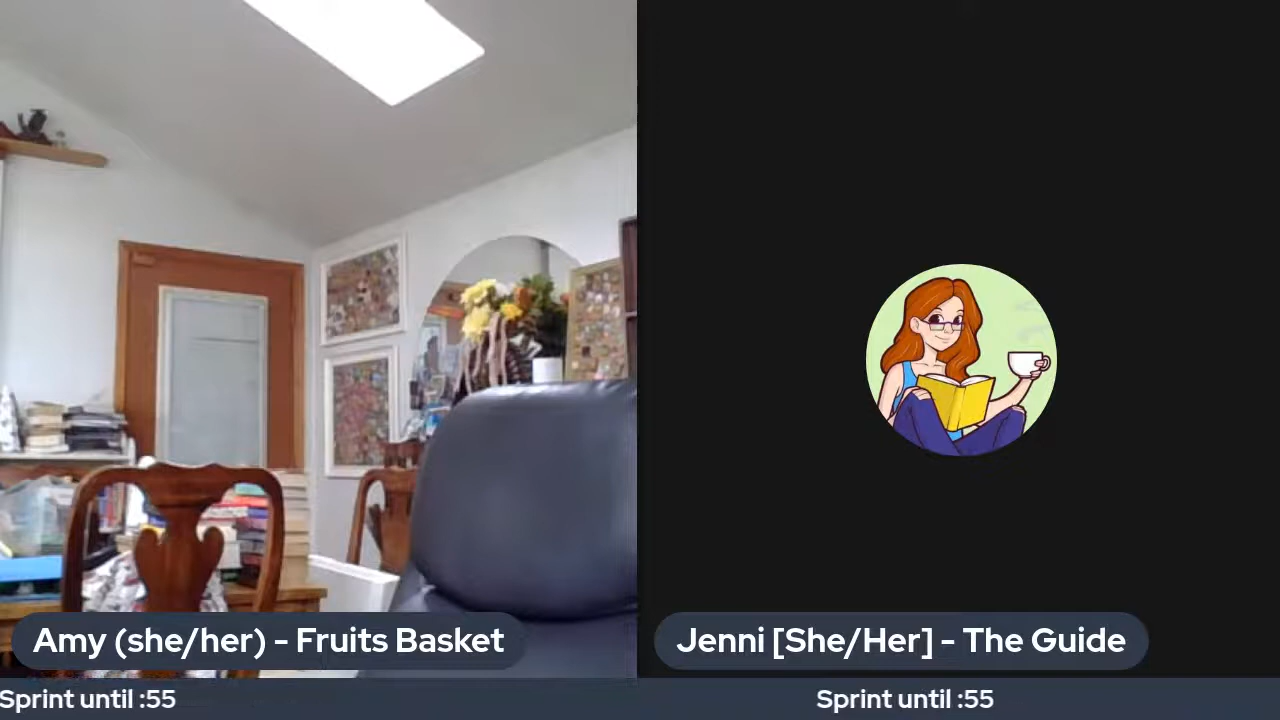 Amy (she/her) - Fruits Basket
Jenni [She/Her] - The Guide
Sprint until :55
Sprint until :55